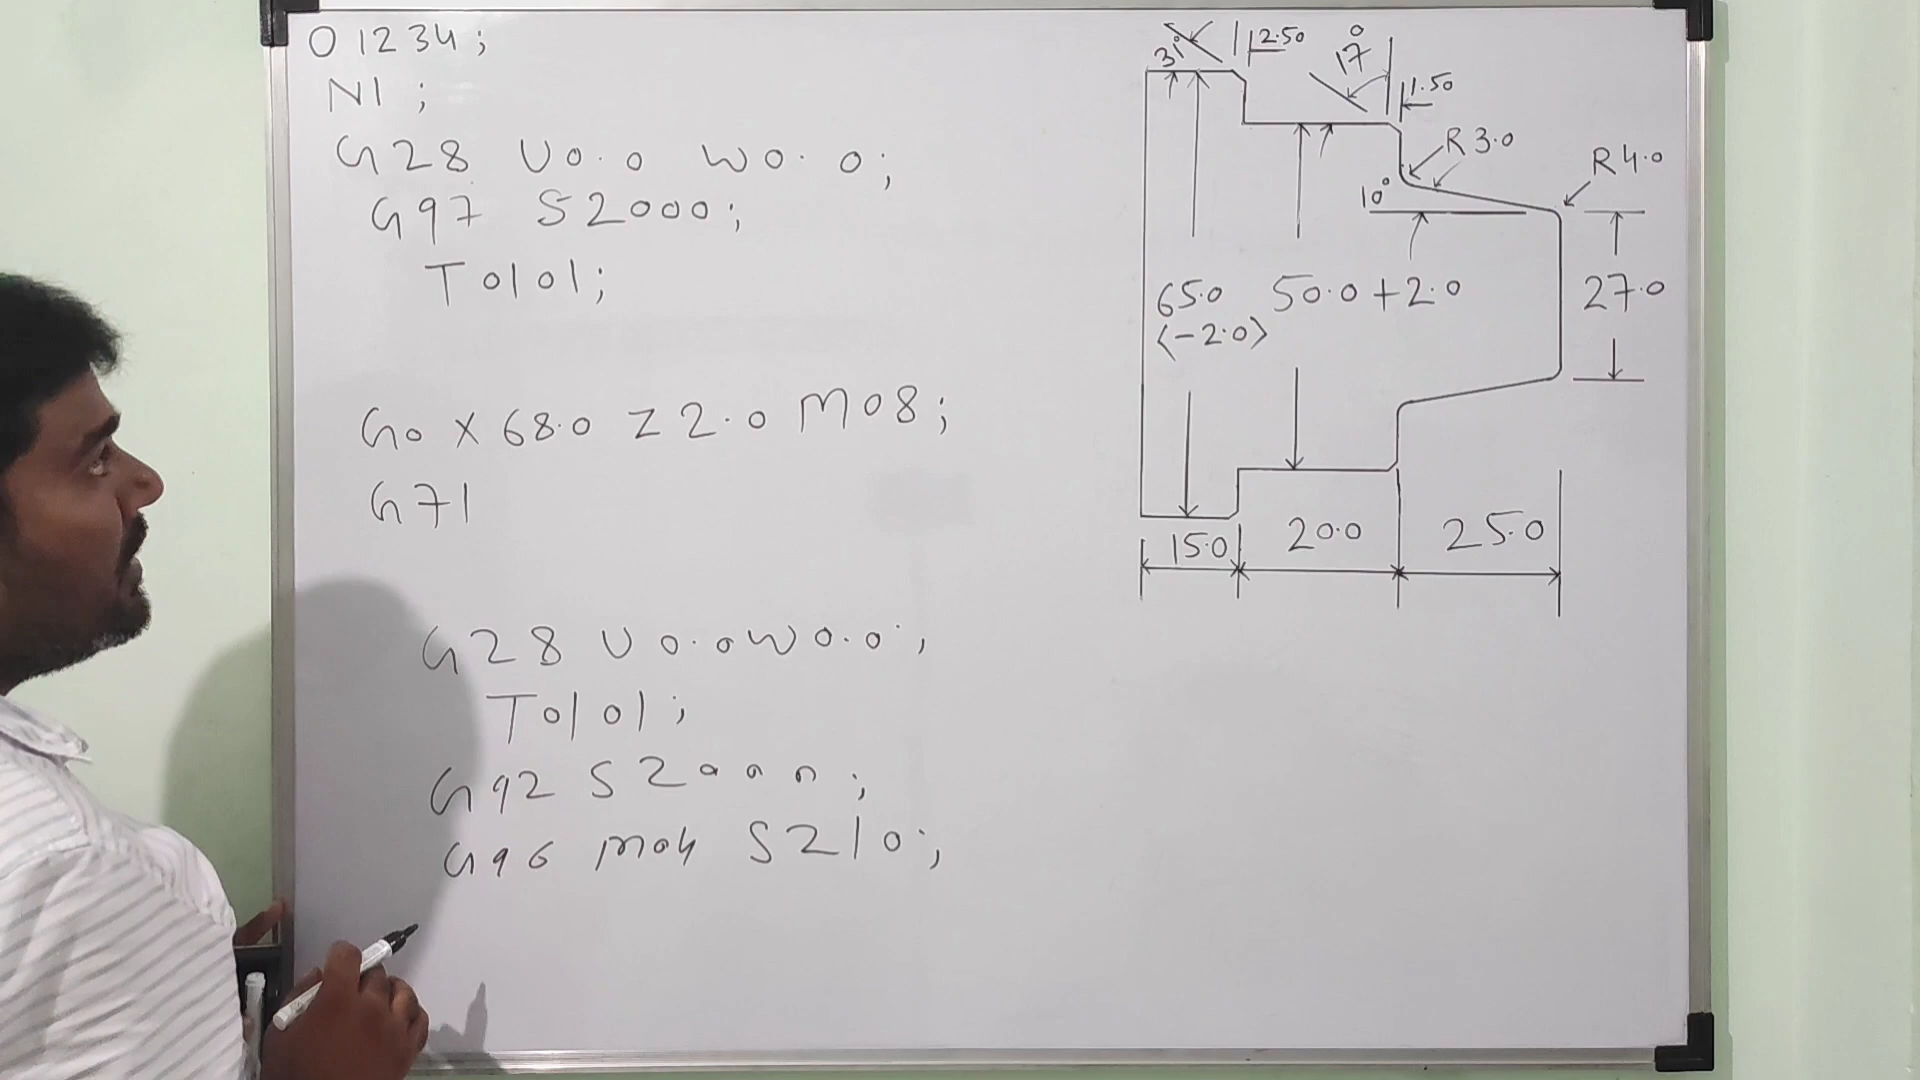 O 1234;
N1 ;
G28 U0.0 W0.0;
G97 S2000;
T0101;
G0 X68.0 Z2.0 M08;
G71
G28 U0.0 W0.0;
T0101;
G92 S2000;
G96 M04 S210;
31°
2.50
17°
1.50
R3.0
R4.0
10°
65.0
(-2.0)
50.0+2.0
27.0
15.0
20.0
25.0